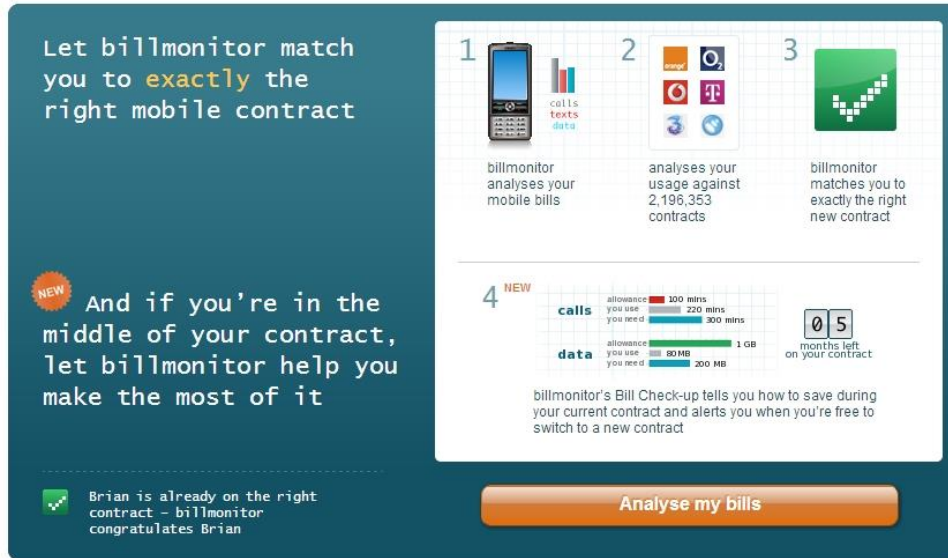 Let billmonitor match
you to exactly the
right mobile contract
NEW
And if you're in the
middle of your contract,
let billmonitor help you
make the most of it
Brian is already on the right
contract – billmonitor
congratulates Brian
1
calls
texts
data
billmonitor
analyses your
mobile bills
2
orange
O2
T
3
analyses your
usage against
2,196,353
contracts
3
billmonitor
matches you to
exactly the right
new contract
4 NEW
calls
allowance 100 mins
you use 220 mins
you need 300 mins
data
allowance 1 GB
you use 80MB
you need 200 MB
05
months left
on your contract
billmonitor's Bill Check-up tells you how to save during
your current contract and alerts you when you're free to
switch to a new contract
Analyse my bills